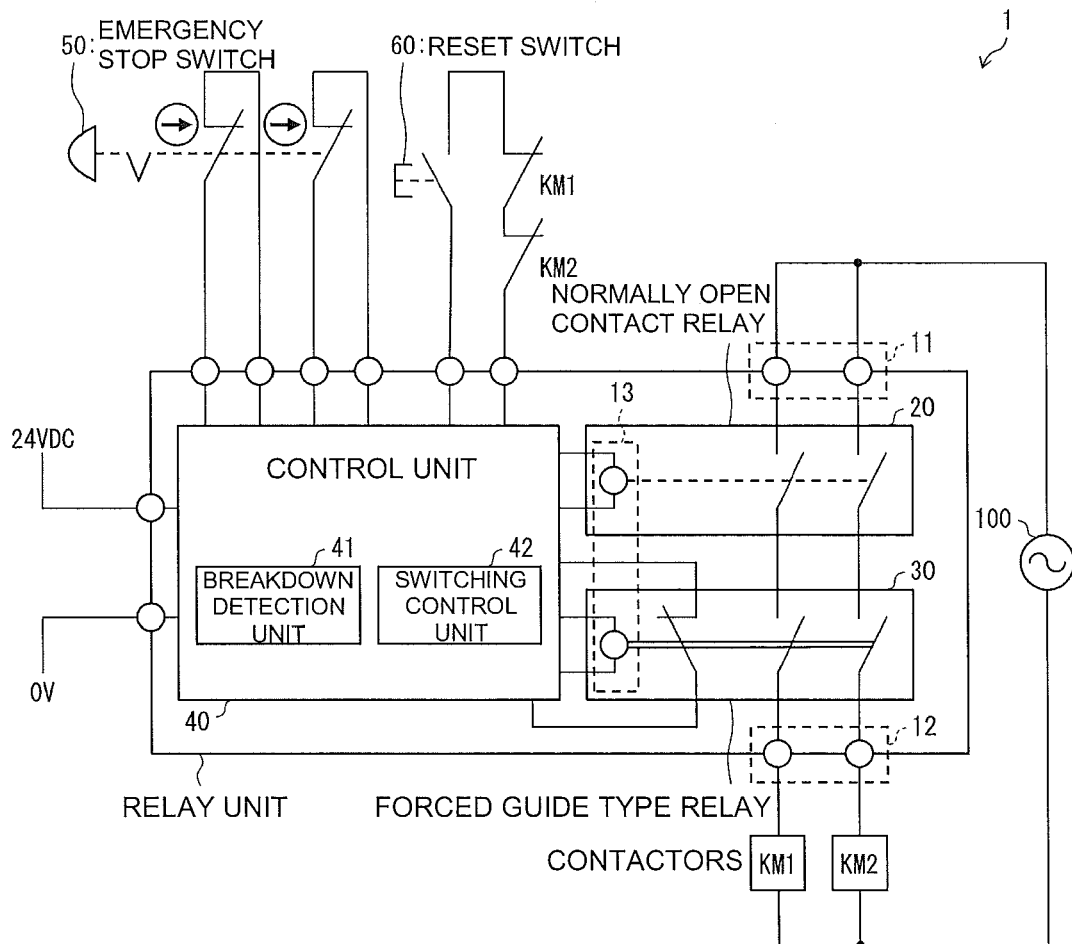 1
50: EMERGENCY
STOP SWITCH
60: RESET SWITCH
KM1
KM2
NORMALLY OPEN
CONTACT RELAY
11
13
20
24VDC
CONTROL UNIT
100
41
42
30
BREAKDOWN
DETECTION
UNIT
SWITCHING
CONTROL
UNIT
0V
40
12
RELAY UNIT
FORCED GUIDE TYPE RELAY
CONTACTORS
KM1
KM2